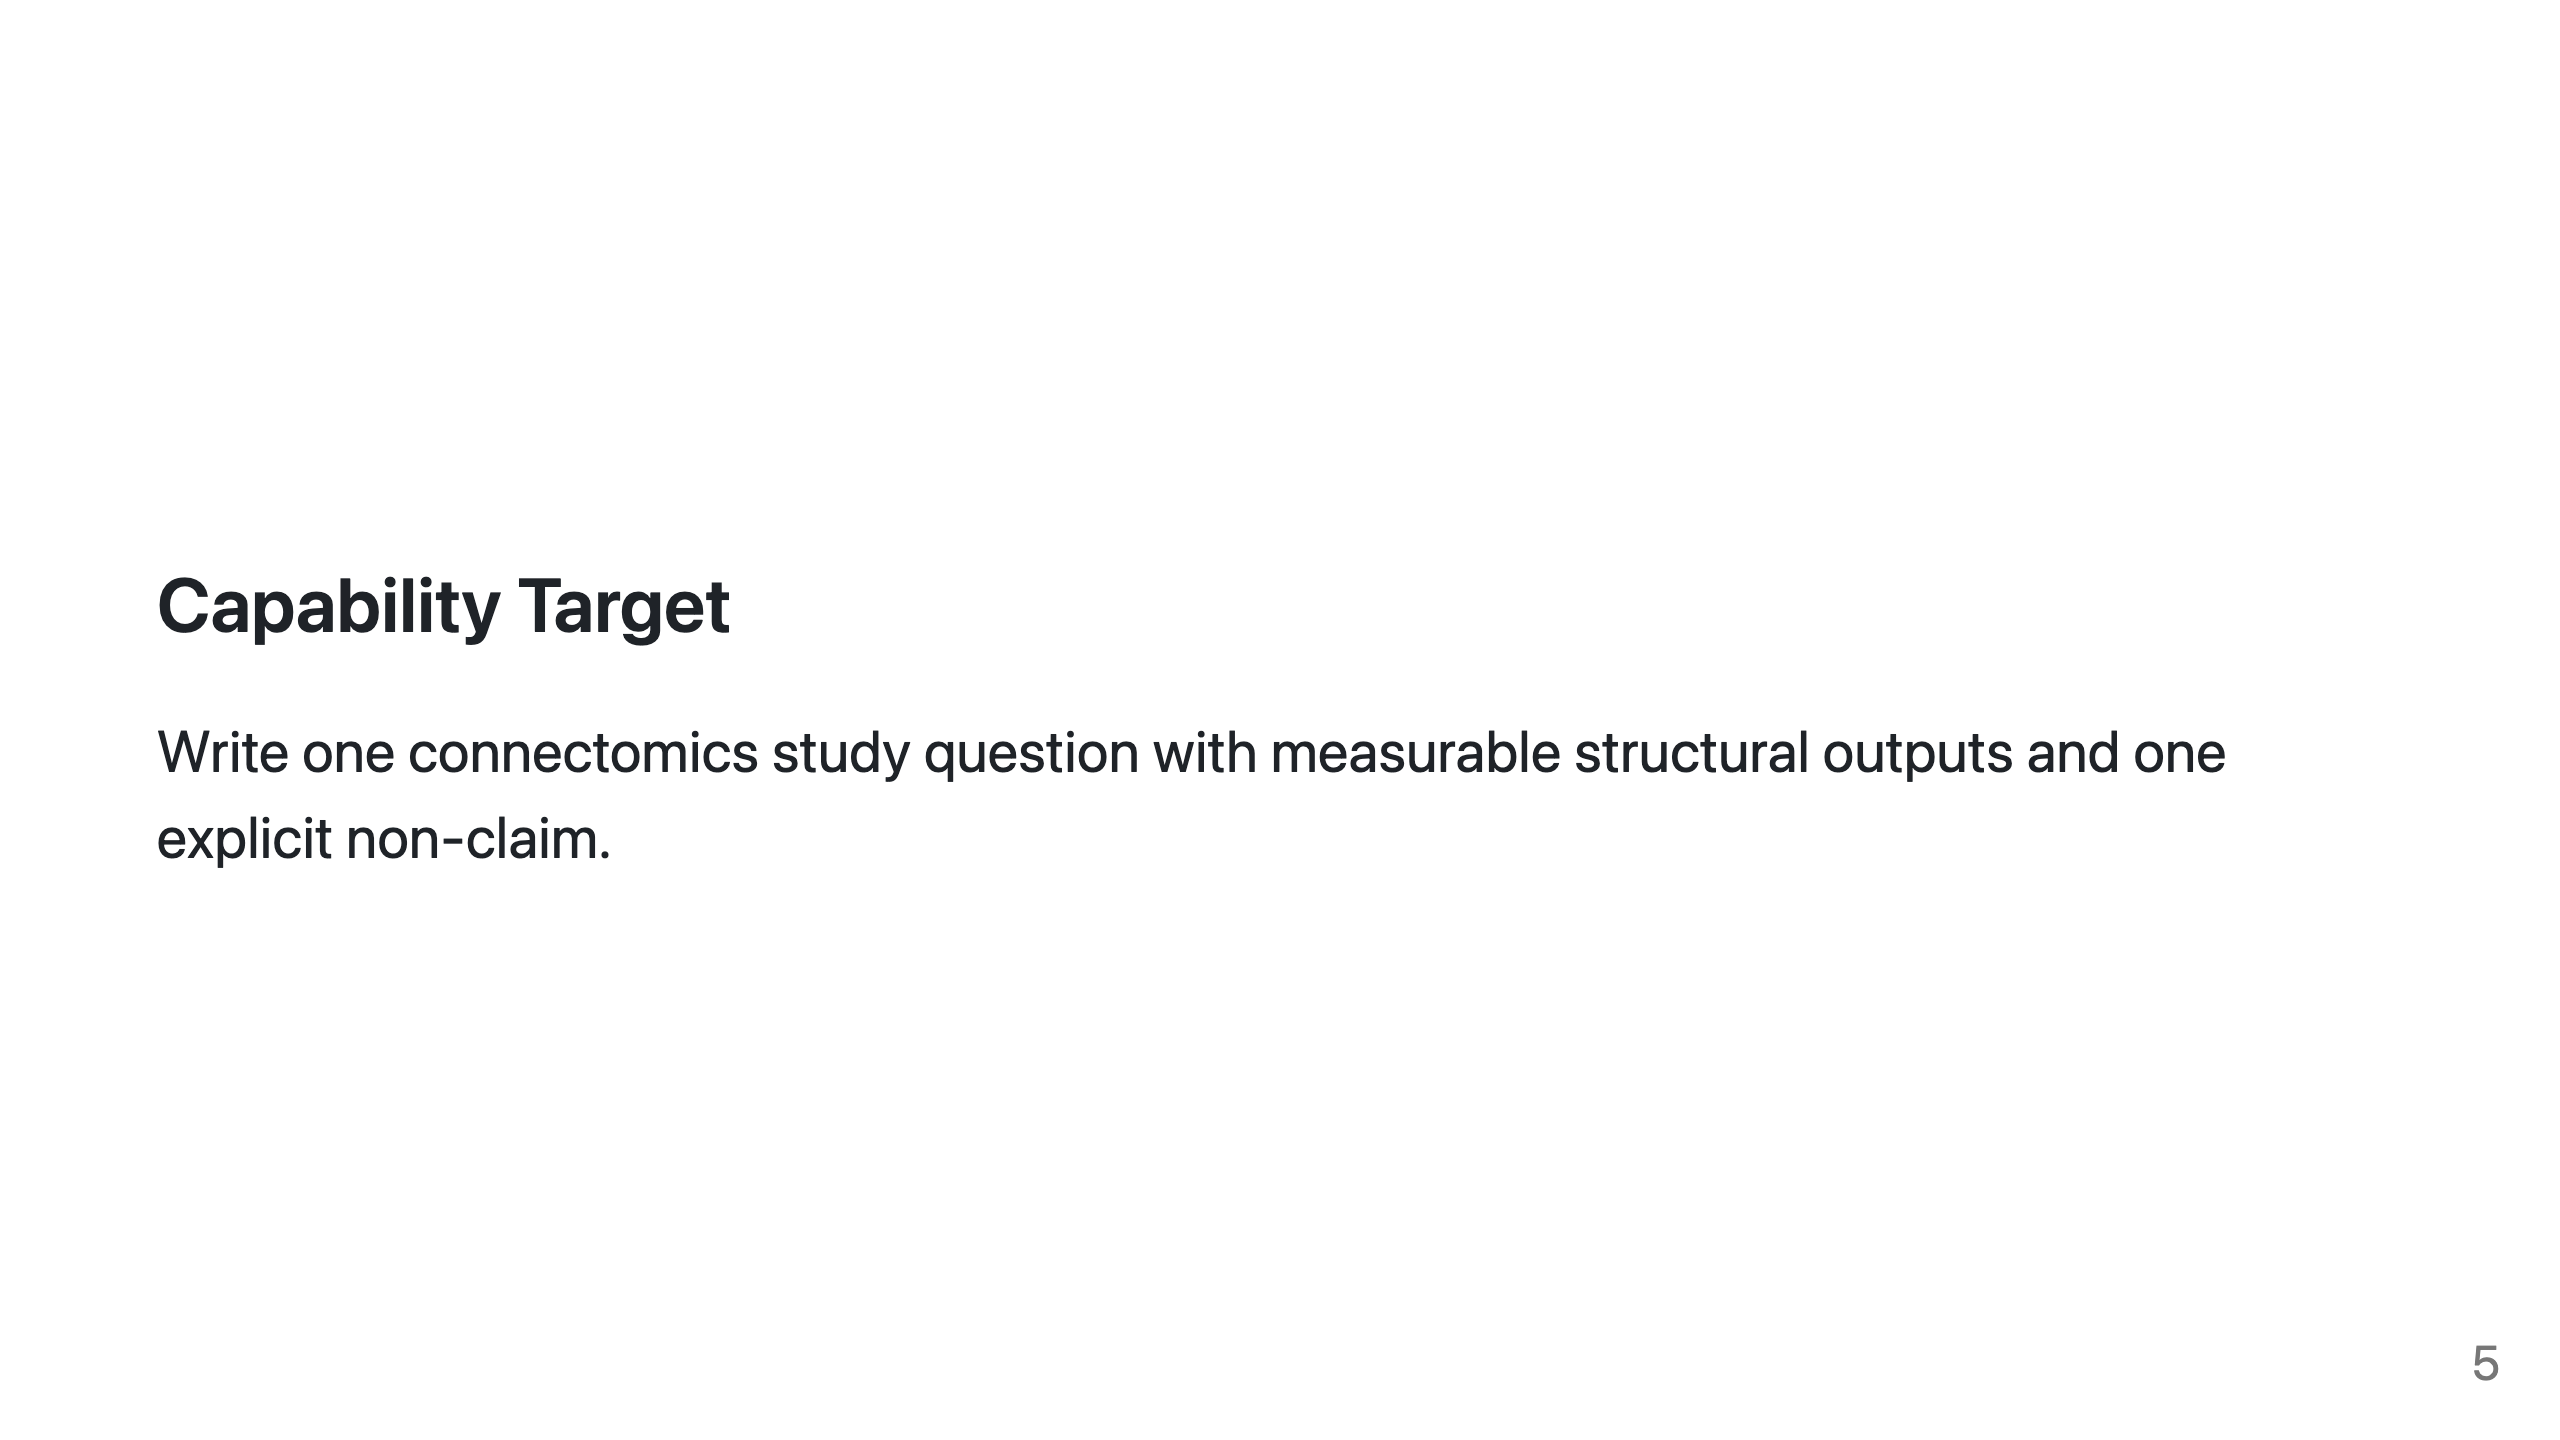 Capability Target
Write one connectomics study question with measurable structural outputs and one
explicit non-claim.
5